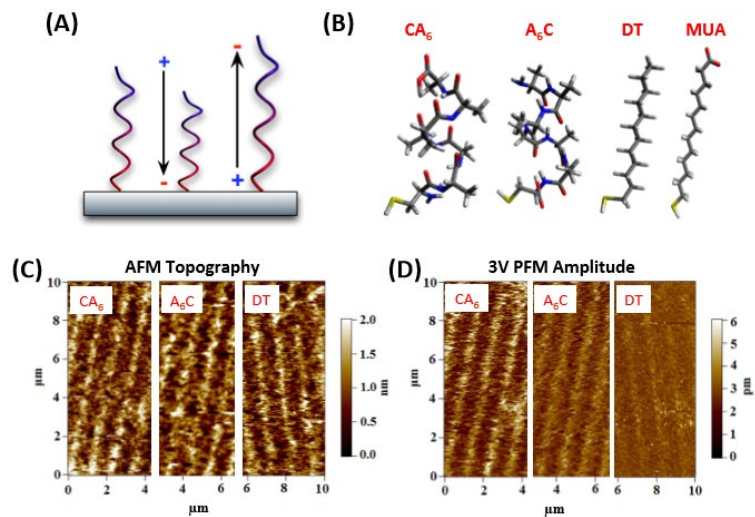 (A)
+
-
-
+
(B)
CA₆
A₆C
DT
MUA
(C)
AFM Topography
CA₆
A₆C
DT
10
8
6
4
2
0
μm
0
2
4
6
8
10
μm
2.0
1.5
1.0
0.5
0.0
nm
(D)
3V PFM Amplitude
CA₆
A₆C
DT
10
8
6
4
2
0
μm
0
2
4
6
8
10
μm
6
5
4
3
2
1
0
pm